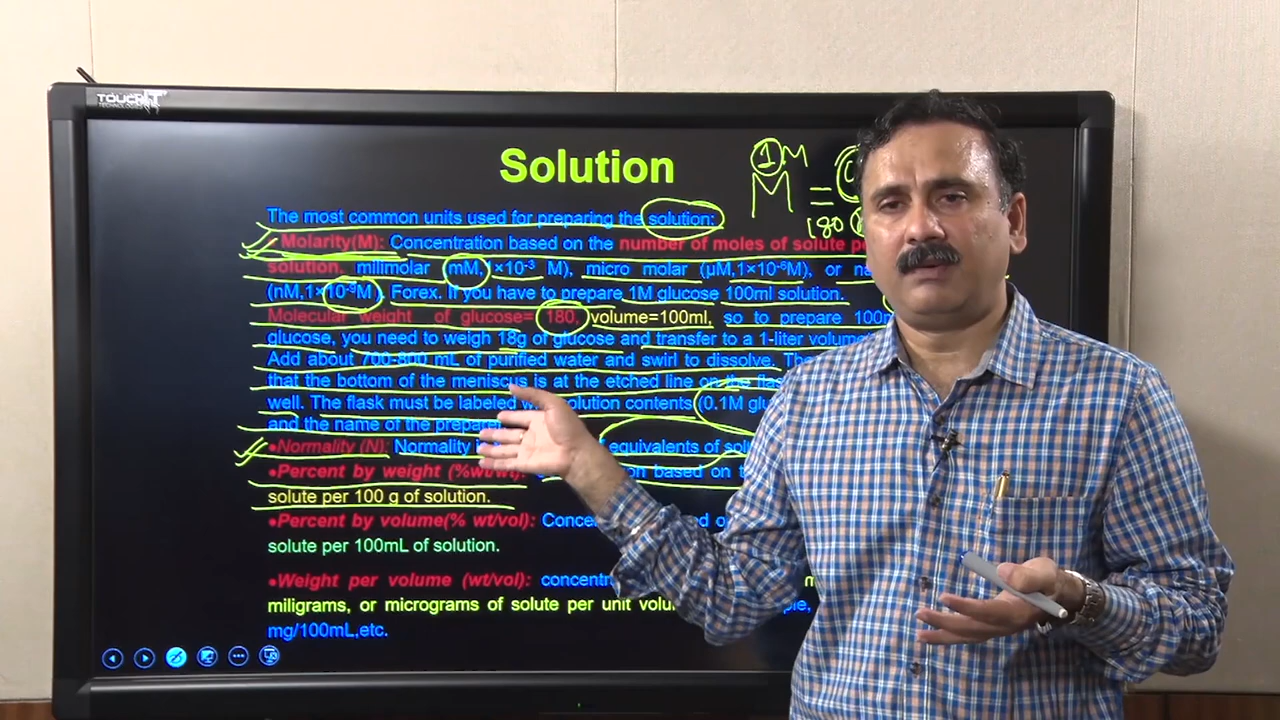 TOUCHIT
TECHNOLOGIES
Solution
1M
M =
180
The most common units used for preparing the solution:
•Molarity(M): Concentration based on the number of moles of solute
solution. milimolar (mM, ×10⁻³ M), micro molar (µM,1×10⁻⁶M), or
(nM,1×10⁻⁹M ). Forex. If you have to prepare 1M glucose 100ml solution.
Molecular weight of glucose= 180, volume=100ml, so to prepare
glucose, you need to weigh 18g of glucose and transfer to a 1-liter
Add about 700-800 mL of purified water and swirl to dissolve.
that the bottom of the meniscus is at the etched line on the
well. The flask must be labeled solution contents (0.1M
and the name of the
•Normality (N): Normality equivalents of
•Percent by weight (%wt/wt): based on
solute per 100 g of solution.
•Percent by volume(% wt/vol):
solute per 100mL of solution.
•Weight per volume (wt/vol):
miligrams, or micrograms of solute per unit
mg/100mL,etc.